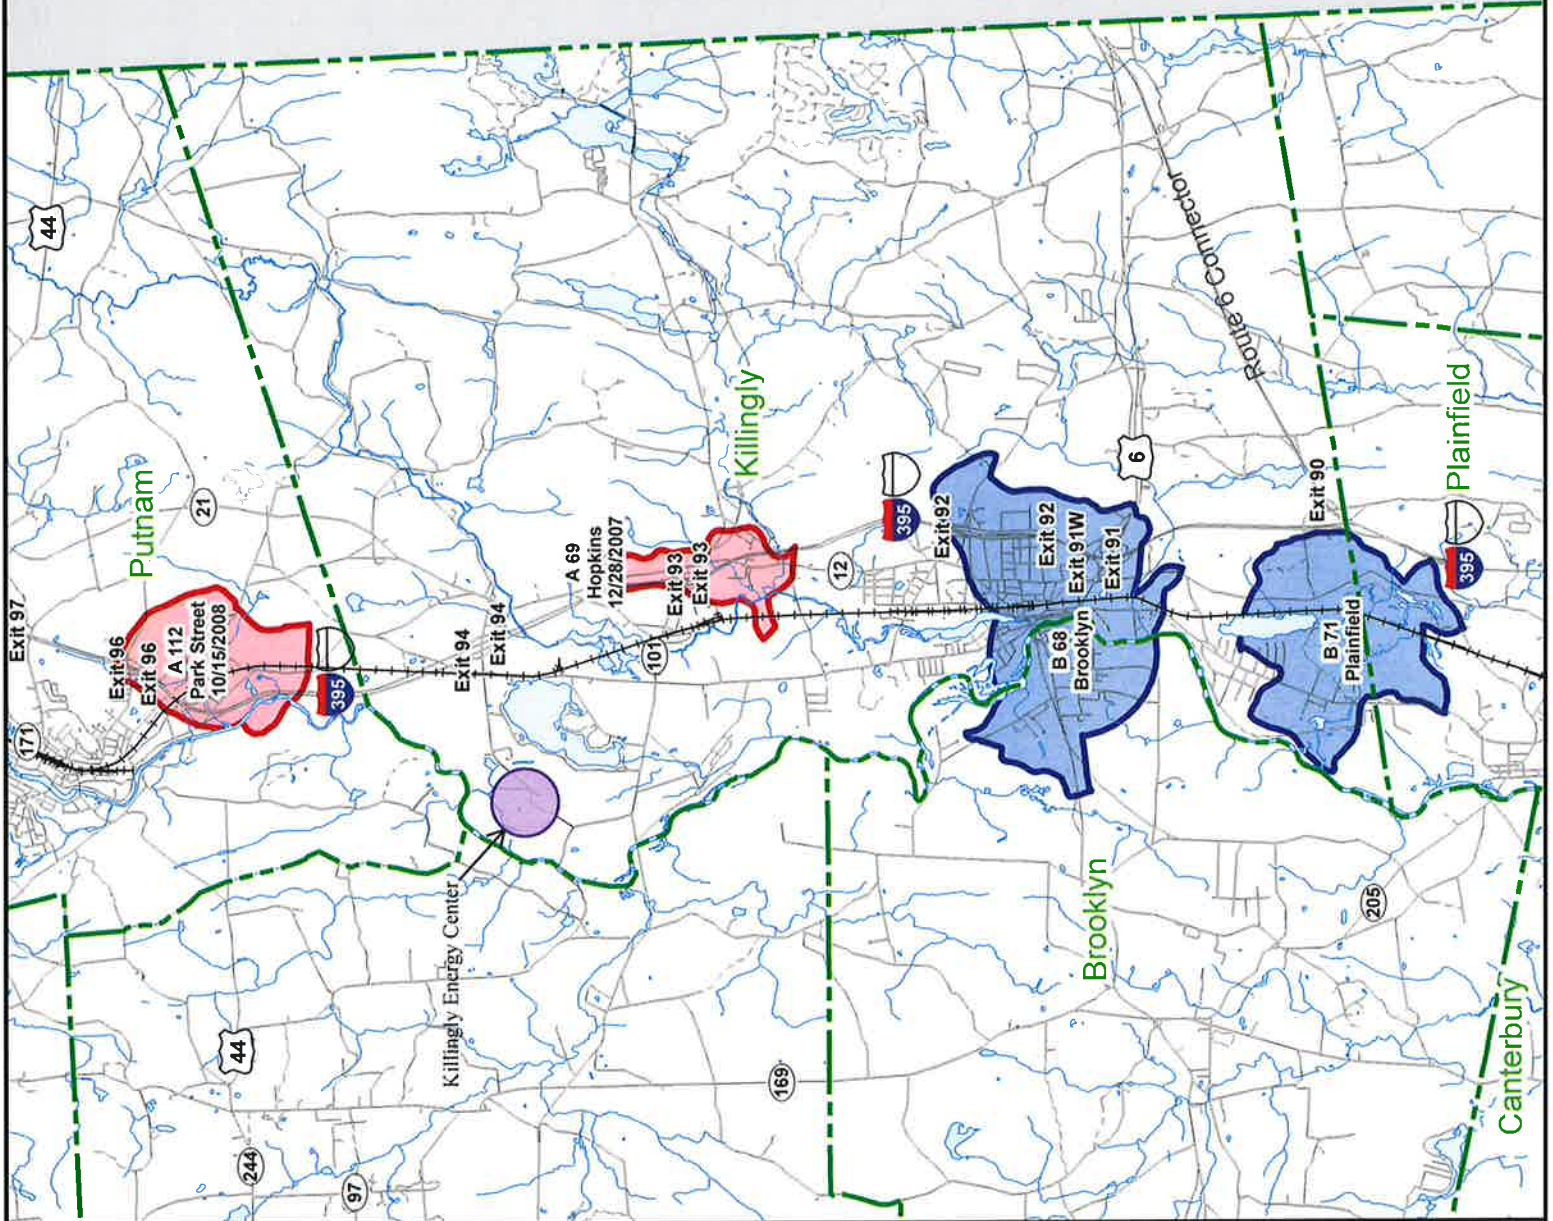 Exit 97
171
Exit 96
Exit 96
A 112
Park Street
10/15/2008
Putnam
21
44
395
44
244
97
Exit 94
Exit 94
Killingly Energy Center
A 69
Hopkins
12/28/2007
Exit 93
Exit 93
101
Killingly
169
12
395
Exit 92
Exit 92
Exit 91W
Exit 91
B 68
Brooklyn
6
Route 6 Connector
Brooklyn
Exit 90
B 71
Plainfield
205
Plainfield
395
Canterbury